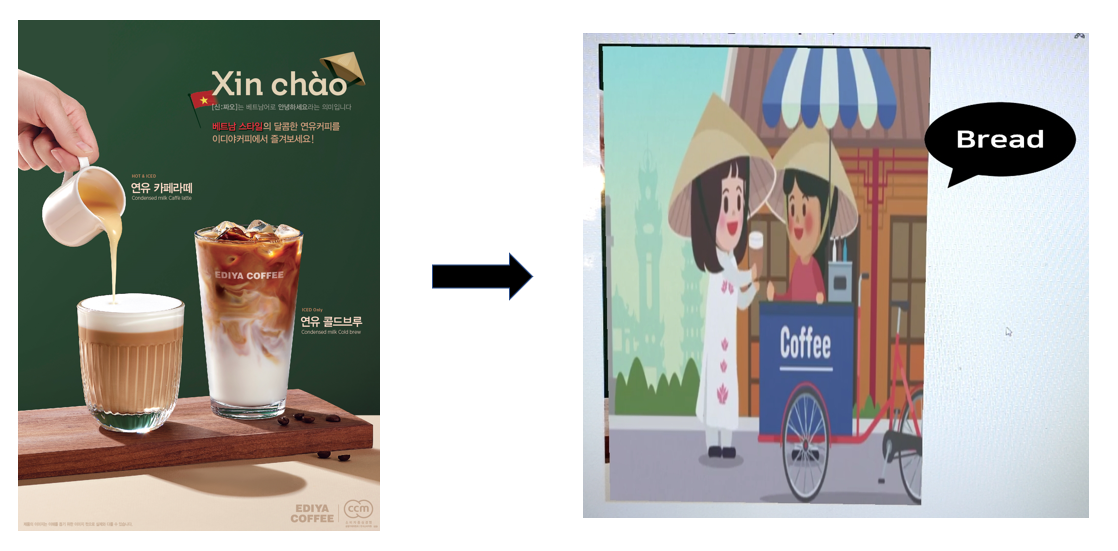 Xin chào
[신:짜오]는 베트남어로 안녕하세요라는 의미입니다
베트남 스타일의 달콤한 연유커피를
이디야커피에서 즐겨보세요!
HOT & ICED
연유 카페라떼
Condensed milk Caffé latte
EDIYA COFFEE
ICED Only
연유 콜드브루
Condensed milk Cold brew
EDIYA
COFFEE
ccm
Bread
Coffee